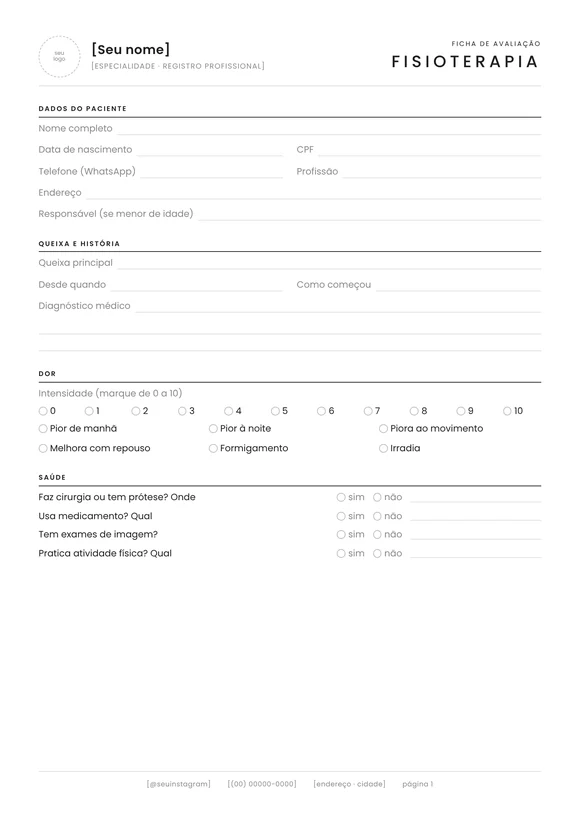 seu
logo
[Seu nome]
[ESPECIALIDADE · REGISTRO PROFISSIONAL]
FICHA DE AVALIAÇÃO
FISIOTERAPIA
DADOS DO PACIENTE
Nome completo
Data de nascimento CPF
Telefone (WhatsApp) Profissão
Endereço
Responsável (se menor de idade)
QUEIXA E HISTÓRIA
Queixa principal
Desde quando Como começou
Diagnóstico médico
DOR
Intensidade (marque de 0 a 10)
0 1 2 3 4 5 6 7 8 9 10
Pior de manhã Pior à noite Piora ao movimento
Melhora com repouso Formigamento Irradia
SAÚDE
Faz cirurgia ou tem prótese? Onde sim não
Usa medicamento? Qual sim não
Tem exames de imagem? sim não
Pratica atividade física? Qual sim não
[@seuinstagram] [(00) 00000-0000] [endereço · cidade] página 1